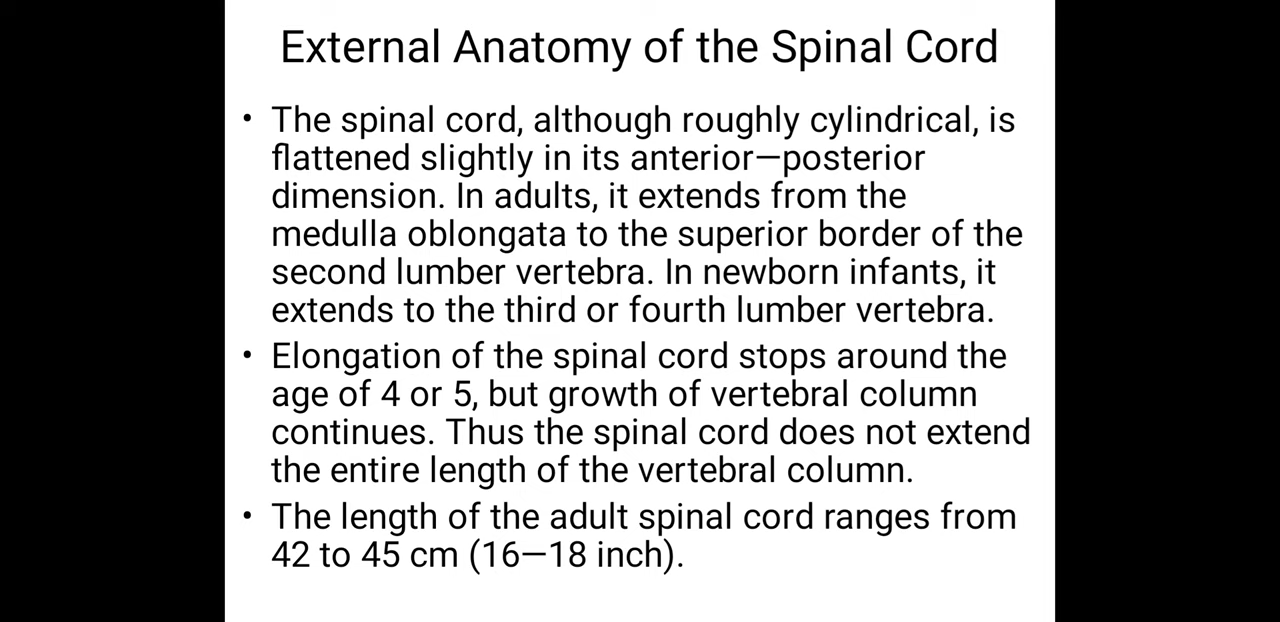 External Anatomy of the Spinal Cord
• The spinal cord, although roughly cylindrical, is
flattened slightly in its anterior—posterior
dimension. In adults, it extends from the
medulla oblongata to the superior border of the
second lumber vertebra. In newborn infants, it
extends to the third or fourth lumber vertebra.
• Elongation of the spinal cord stops around the
age of 4 or 5, but growth of vertebral column
continues. Thus the spinal cord does not extend
the entire length of the vertebral column.
• The length of the adult spinal cord ranges from
42 to 45 cm (16—18 inch).